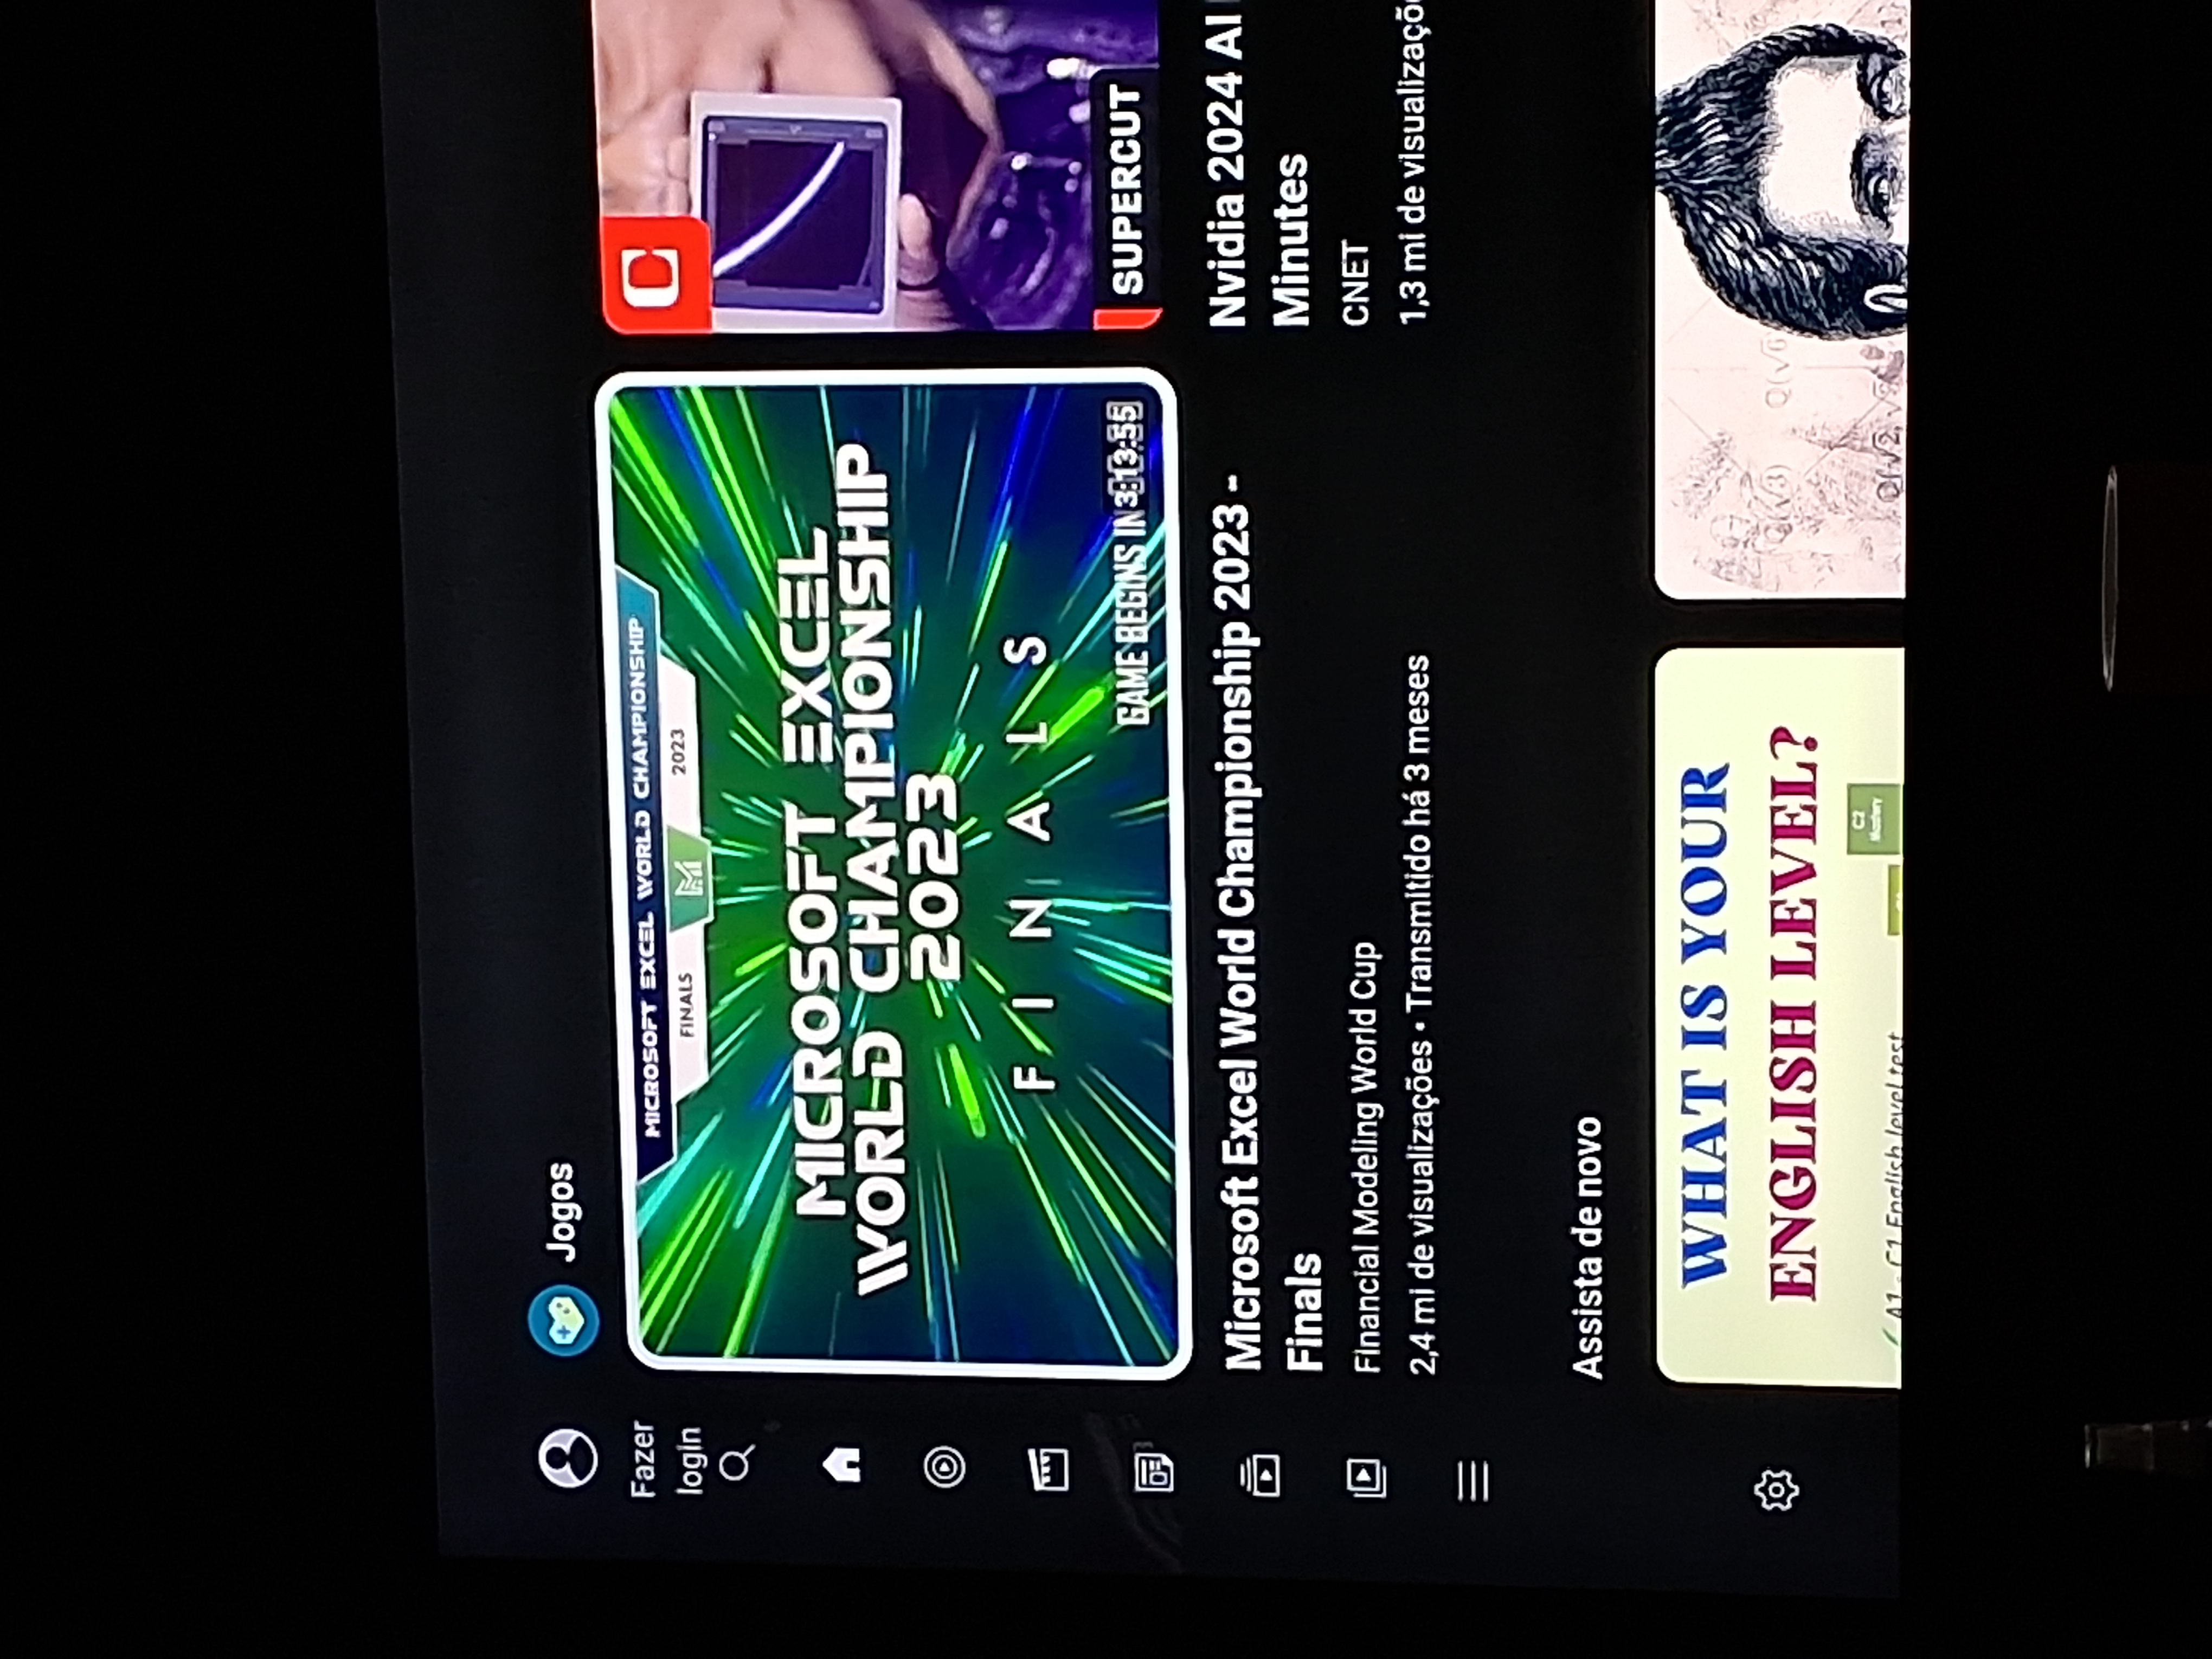 Jogos
Fazer
login
MICROSOFT EXCEL WORLD CHAMPIONSHIP
FINALS
2023
MICROSOFT EXCEL
WORLD CHAMPIONSHIP
2023
FINALS
GAME BEGINS IN
3:13:55
Microsoft Excel World Championship 2023 -
Finals
Financial Modeling World Cup
2,4 mi de visualizações • Transmitido há 3 meses
C
SUPERCUT
Nvidia 2024 AI
Minutes
CNET
1,3 mi de visualizaçõ
Assista de novo
WHAT IS YOUR
ENGLISH LEVEL?
✓ A1 - C1 English level test
C2
Mastery
Q(√3)
Q(√6
Q(√2,